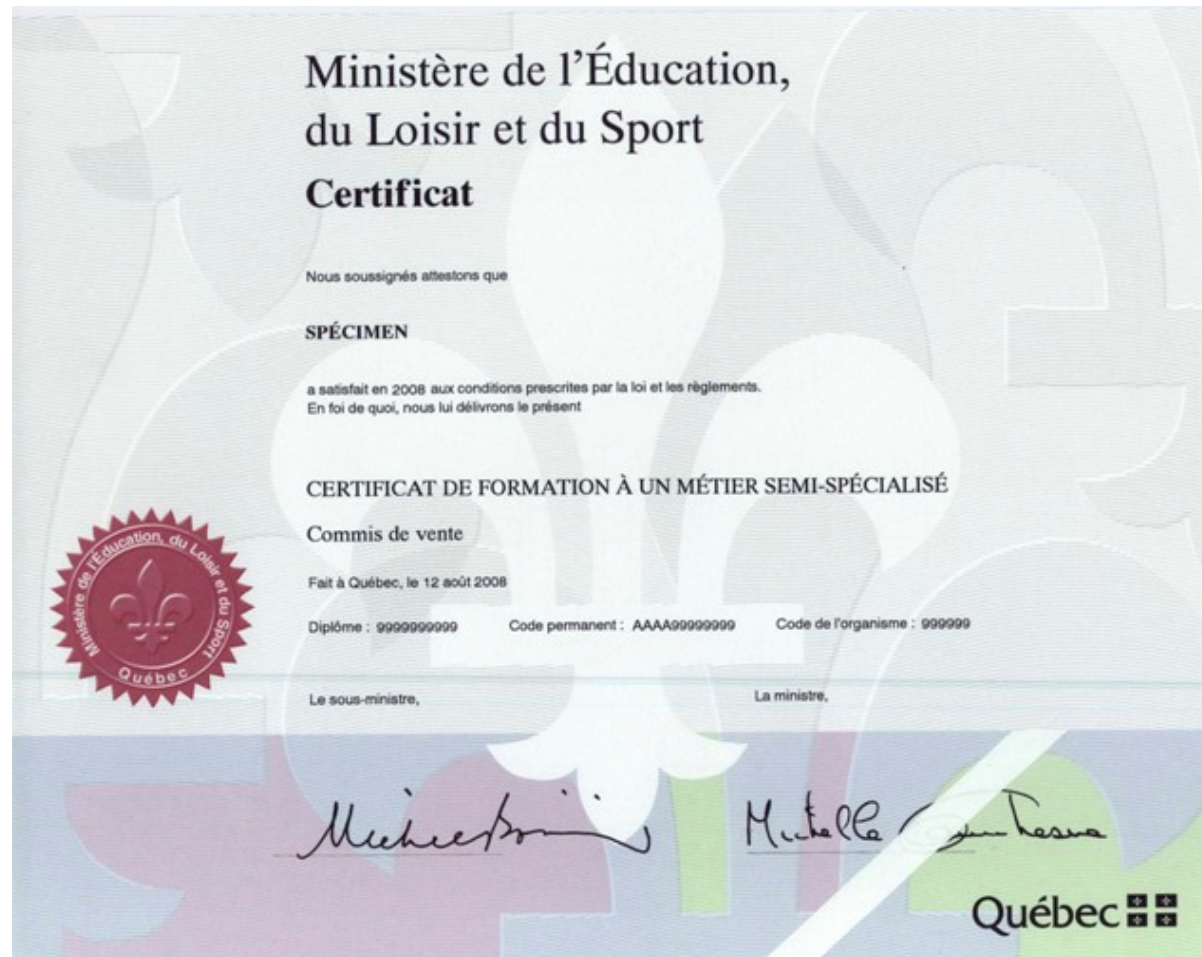 Ministère de l'Éducation,
du Loisir et du Sport
Certificat
Nous soussignés attestons que
SPÉCIMEN
a satisfait en 2008 aux conditions prescrites par la loi et les règlements.
En foi de quoi, nous lui délivrons le présent
CERTIFICAT DE FORMATION À UN MÉTIER SEMI-SPÉCIALISÉ
Commis de vente
Fait à Québec, le 12 août 2008
Diplôme : 9999999999 Code permanent : AAAA99999999 Code de l'organisme : 999999
Ministère de l'Éducation, du Loisir et du Sport
Québec
Le sous-ministre, La ministre,
Michelle
Québec